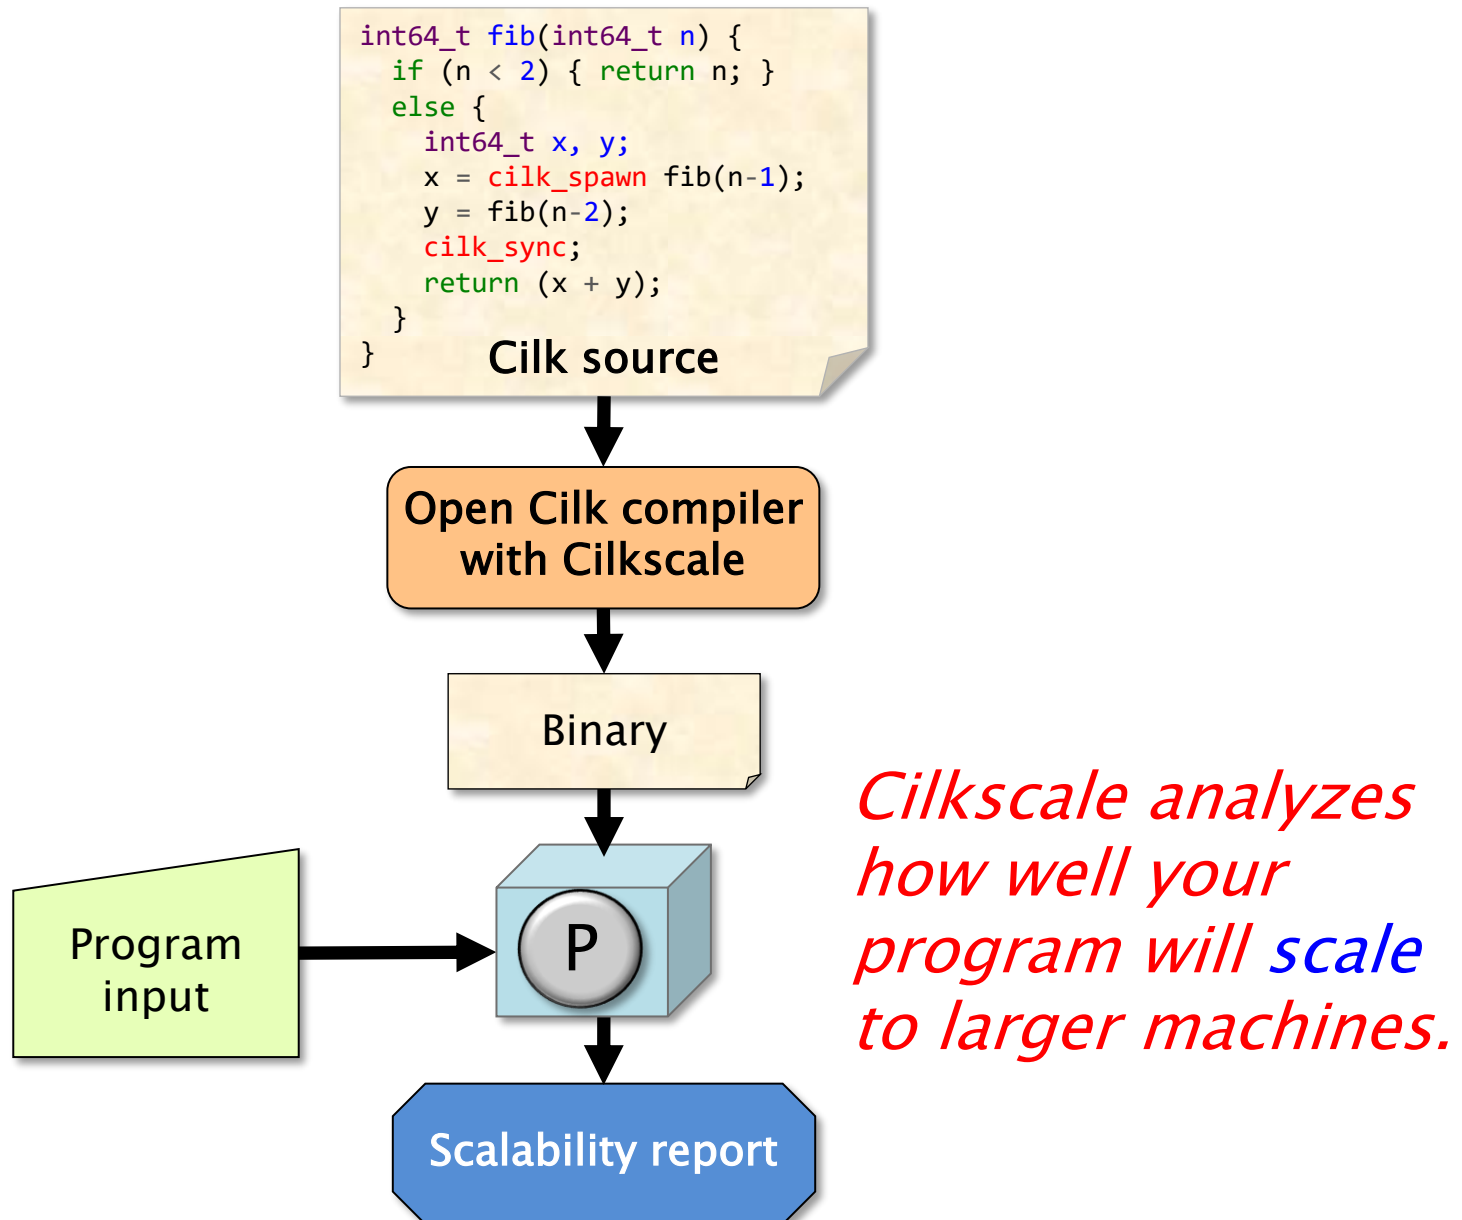 int64_t fib(int64_t n) {
  if (n < 2) { return n; }
  else {
    int64_t x, y;
    x = cilk_spawn fib(n-1);
    y = fib(n-2);
    cilk_sync;
    return (x + y);
  }
}
Cilk source
Open Cilk compiler
with Cilkscale
Binary
Program
input
P
Scalability report
Cilkscale analyzes
how well your
program will scale
to larger machines.